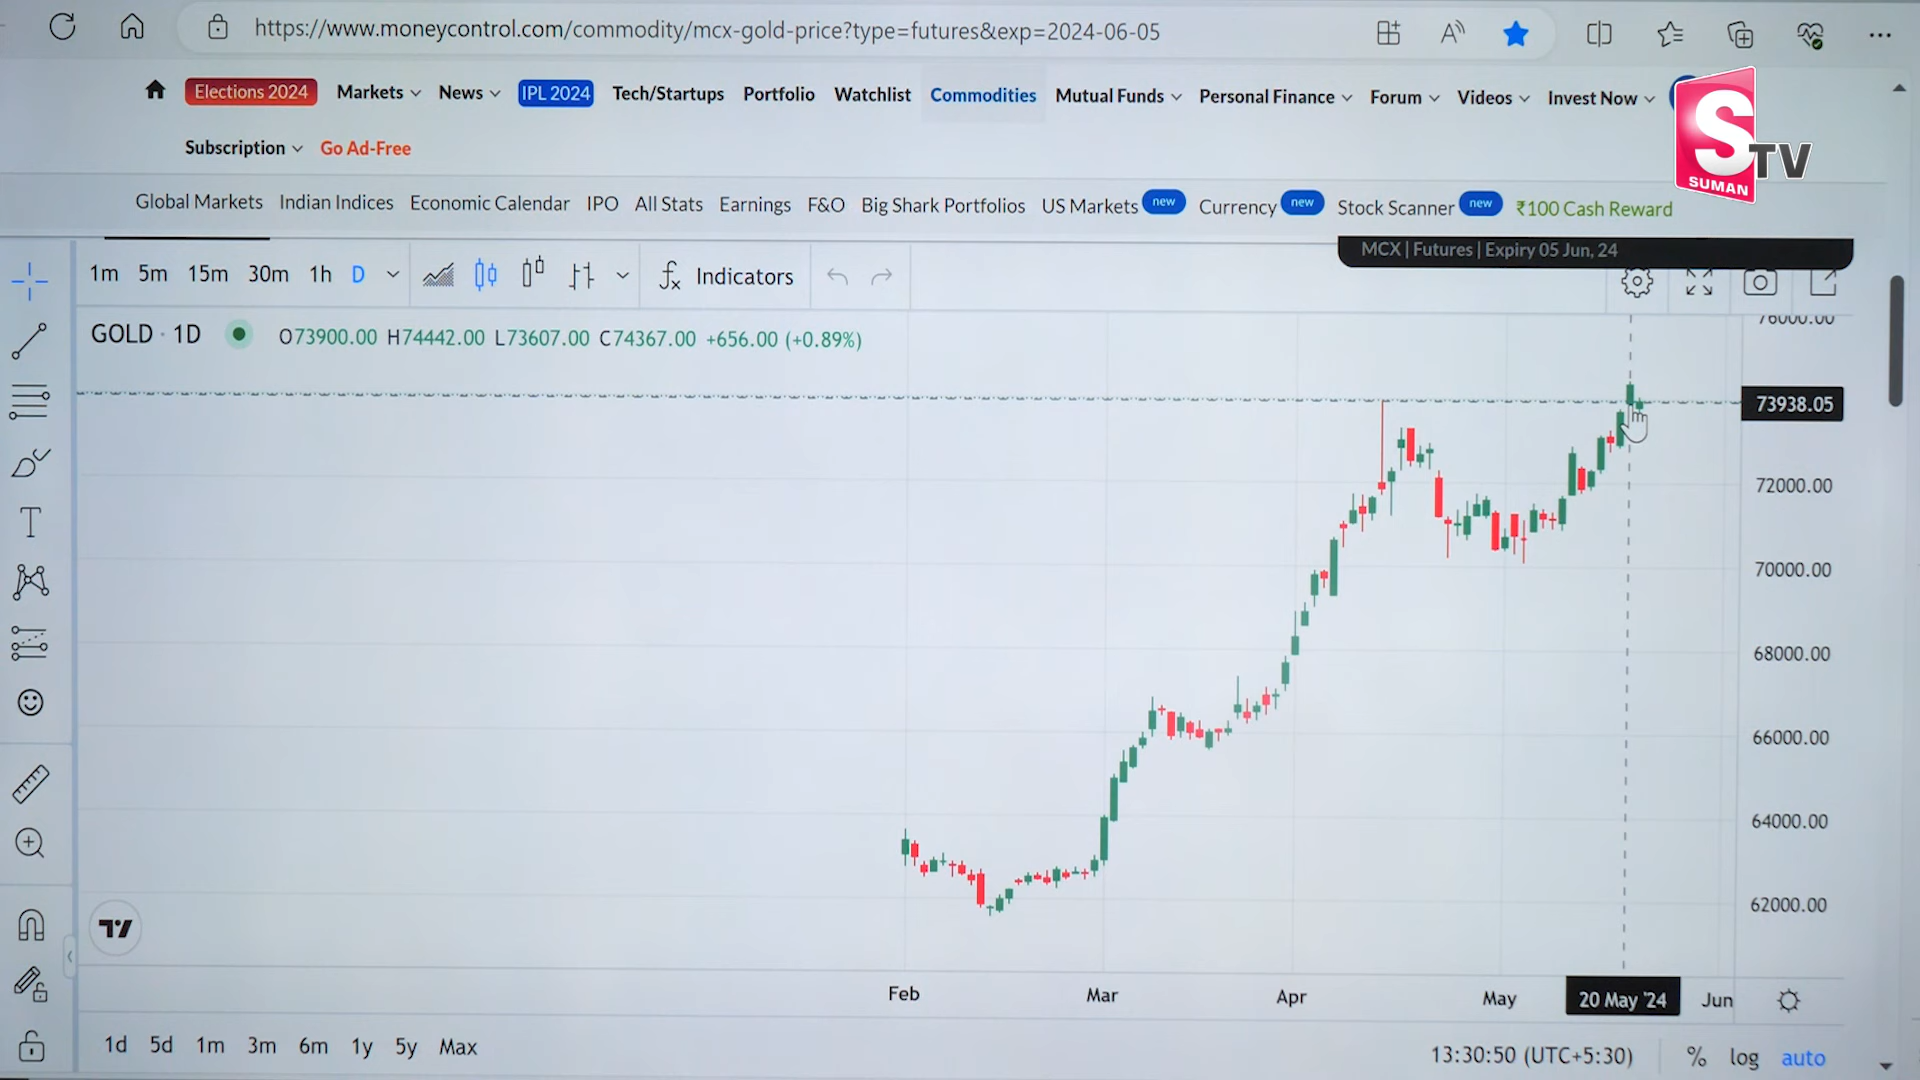 https://www.moneycontrol.com/commodity/mcx-gold-price?type=futures&exp=2024-06-05
Elections 2024 Markets News IPL 2024 Tech/Startups Portfolio Watchlist Commodities Mutual Funds Personal Finance Forum Videos Invest Now
Subscription Go Ad-Free
S TV
SUMAN
Global Markets Indian Indices Economic Calendar IPO All Stats Earnings F&O Big Shark Portfolios US Markets new Currency new Stock Scanner new ₹100 Cash Reward
MCX | Futures | Expiry 05 Jun, 24
1m 5m 15m 30m 1h D fx Indicators
GOLD · 1D O73900.00 H74442.00 L73607.00 C74367.00 +656.00 (+0.89%)
76000.00
73938.05
72000.00
70000.00
68000.00
66000.00
64000.00
62000.00
Feb Mar Apr May 20 May '24 Jun
1d 5d 1m 3m 6m 1y 5y Max
13:30:50 (UTC+5:30) % log auto